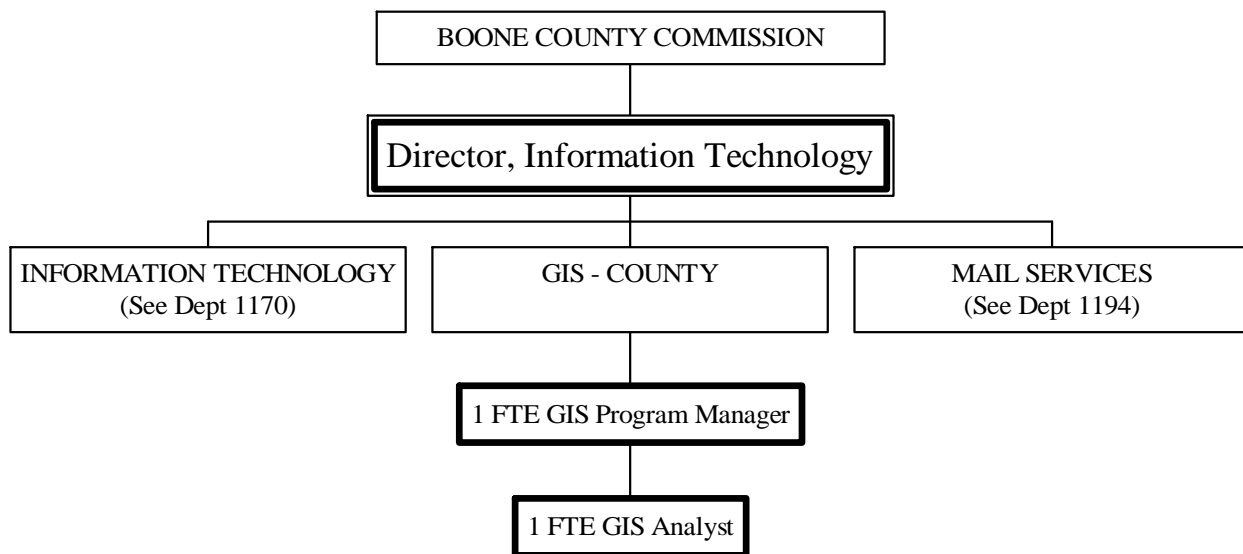 BOONE COUNTY COMMISSION
Director, Information Technology
INFORMATION TECHNOLOGY
(See Dept 1170)
GIS - COUNTY
MAIL SERVICES
(See Dept 1194)
1 FTE GIS Program Manager
1 FTE GIS Analyst